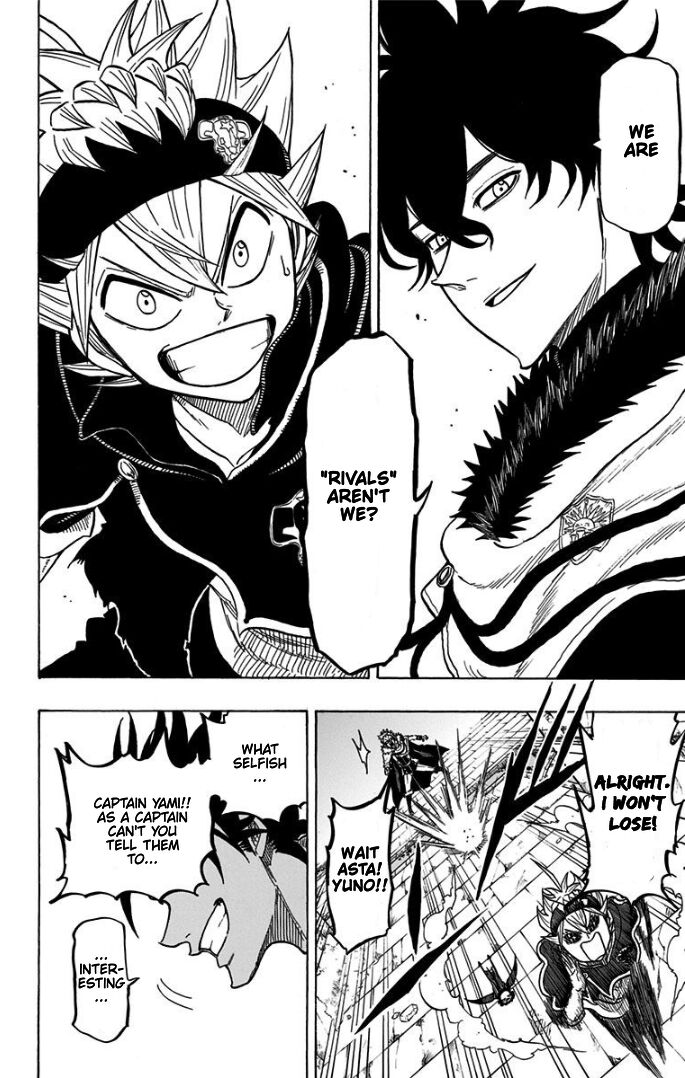 WE ARE
"RIVALS"
AREN'T
WE?
ALRIGHT.
I WON'T
LOSE!
WAIT
ASTA!
YUNO!!
WHAT
SELFISH
...
CAPTAIN YAMI!!
AS A CAPTAIN
CAN'T YOU
TELL THEM
TO...
...
INTER-
ESTING
...